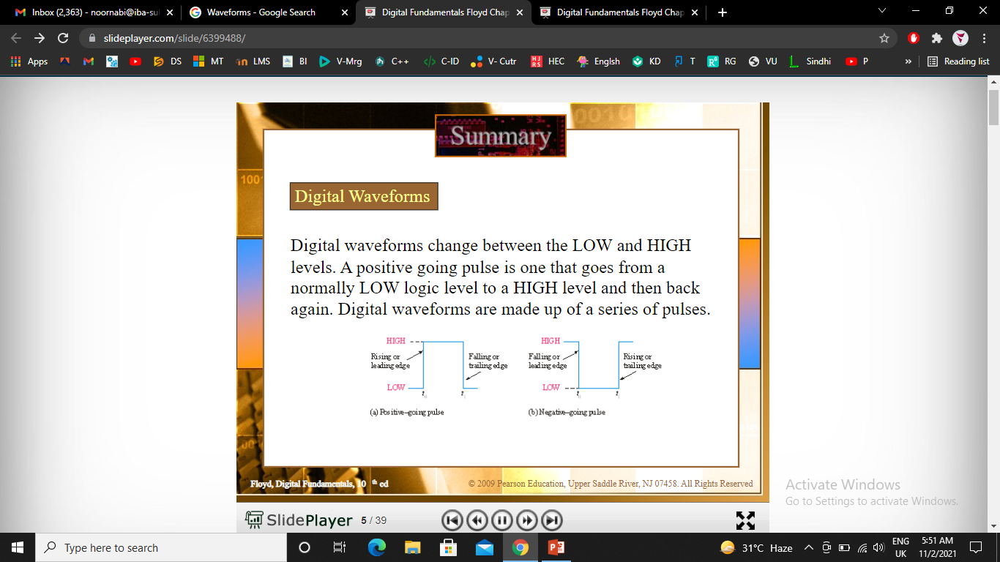 Inbox (2,363) - noornabi@iba-su
Waveforms - Google Search
Digital Fundamentals Floyd Chap
Digital Fundamentals Floyd Chap
slideplayer.com/slide/6399488/
Apps
DS
MT
LMS
BI
V-Mrg
C++
C-ID
V- Cutr
HEC
Englsh
KD
T
RG
VU
Sindhi
P
»
Reading list
Summary
Digital Waveforms
Digital waveforms change between the LOW and HIGH
levels. A positive going pulse is one that goes from a
normally LOW logic level to a HIGH level and then back
again. Digital waveforms are made up of a series of pulses.
HIGH
Rising or
leading edge
Falling or
trailing edge
LOW
t0
t1
(a) Positive–going pulse
HIGH
Falling or
leading edge
Rising or
trailing edge
LOW
t0
t1
(b) Negative–going pulse
Floyd, Digital Fundamentals, 10th ed
© 2009 Pearson Education, Upper Saddle River, NJ 07458. All Rights Reserved
Activate Windows
Go to Settings to activate Windows.
SlidePlayer
5 / 39
Type here to search
31°C Haze
ENG
UK
5:51 AM
11/2/2021